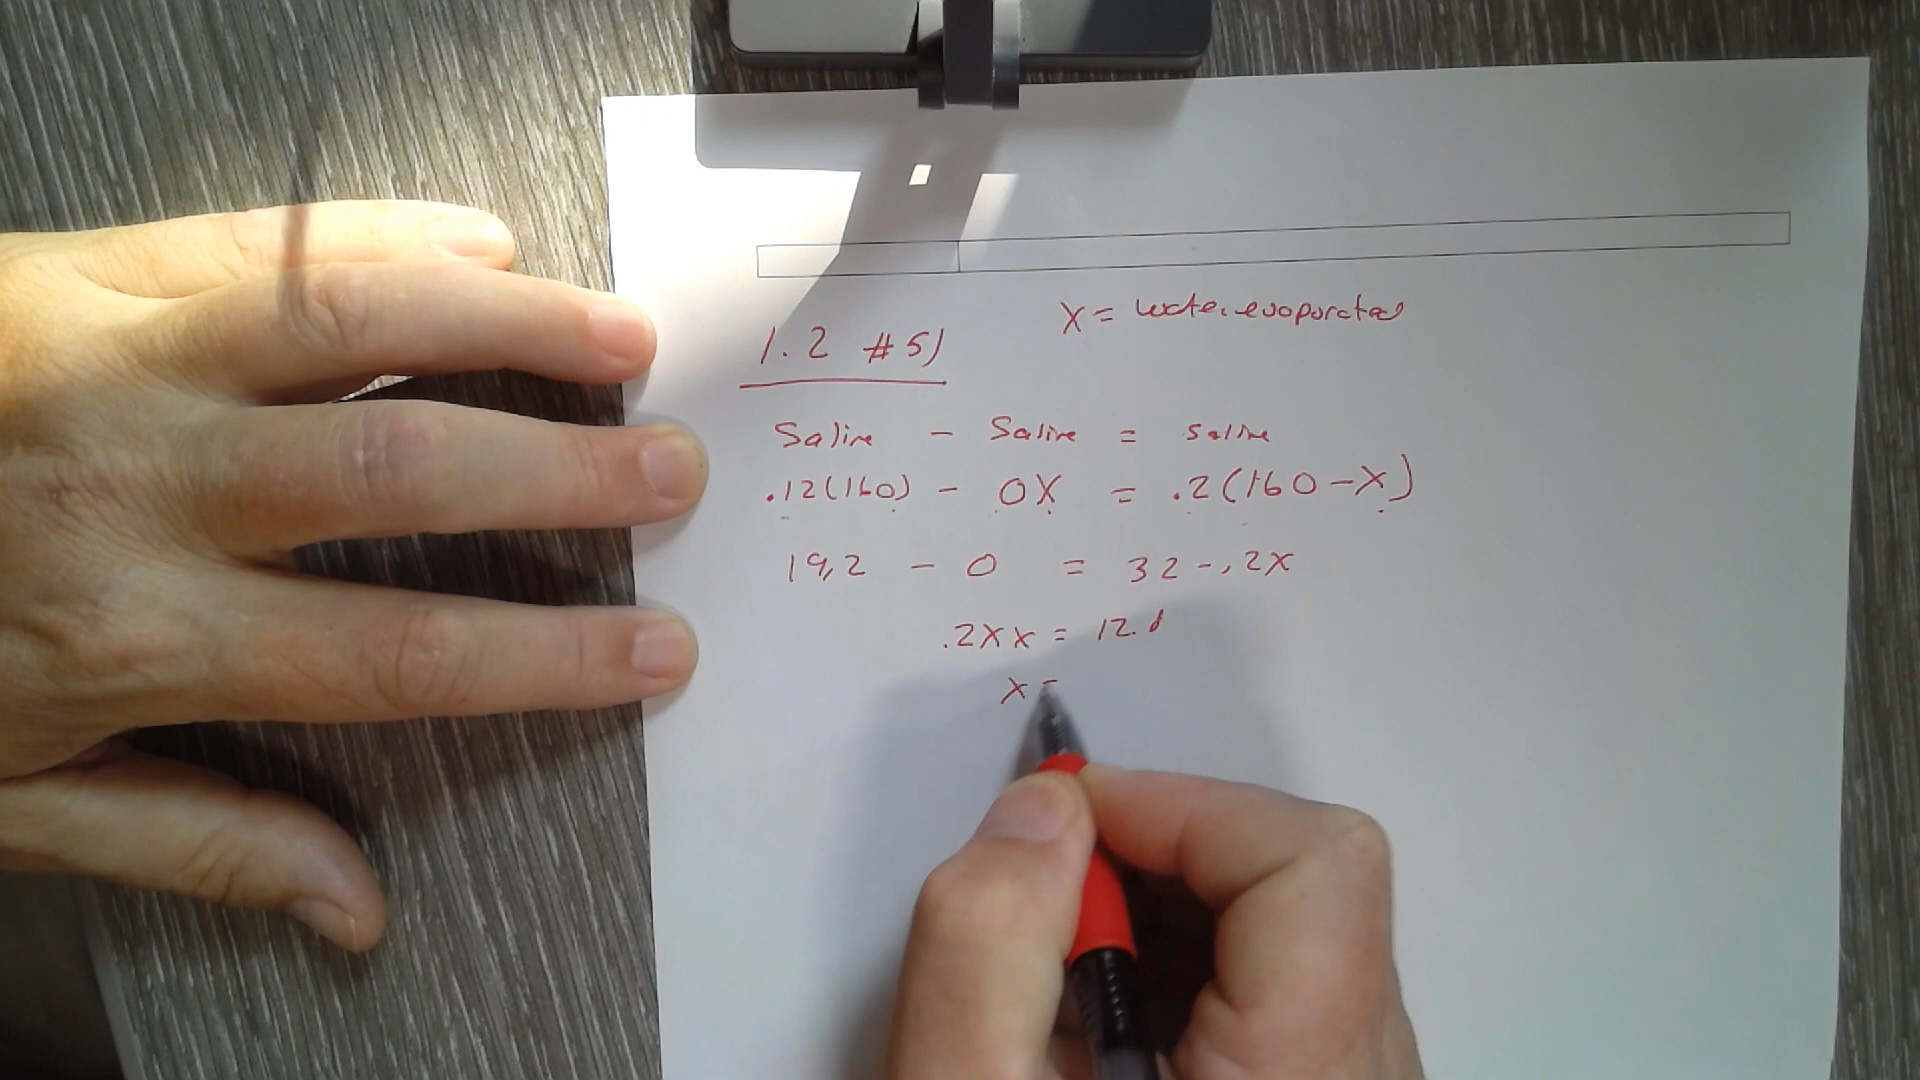 X = water evaporated
1.2 #51
Saline - Saline = saline
.12(160) - 0X = .2(160-X)
19.2 - 0 = 32 - .2X
.2XX = 12.8
X =